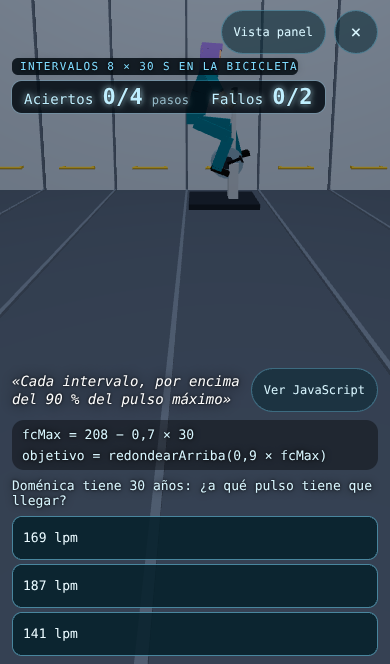 Vista panel
×
INTERVALOS 8 × 30 S EN LA BICICLETA
Aciertos 0/4 pasos Fallos 0/2
«Cada intervalo, por encima
del 90 % del pulso máximo»
Ver JavaScript
fcMax = 208 − 0,7 × 30
objetivo = redondearArriba(0,9 × fcMax)
Doménica tiene 30 años: ¿a qué pulso tiene que
llegar?
169 lpm
187 lpm
141 lpm